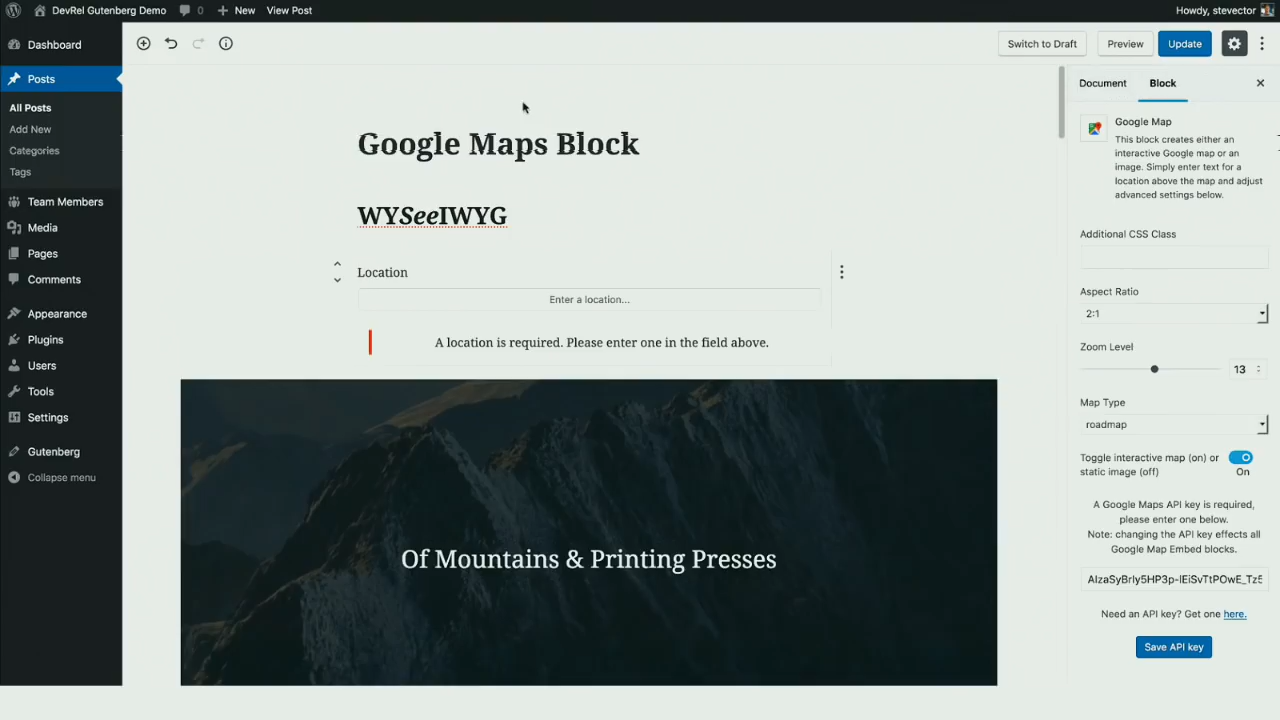 DevRel Gutenberg Demo 0 New View Post Howdy, stevector
Dashboard
Posts
All Posts
Add New
Categories
Tags
Team Members
Media
Pages
Comments
Appearance
Plugins
Users
Tools
Settings
Gutenberg
Collapse menu
Switch to Draft Preview Update
Google Maps Block
WYSeeIWYG
Location
Enter a location...
A location is required. Please enter one in the field above.
Of Mountains & Printing Presses
Document Block
Google Map
This block creates either an
interactive Google map or an
image. Simply enter text for a
location above the map and adjust
advanced settings below.
Additional CSS Class
Aspect Ratio
2:1
Zoom Level
13
Map Type
roadmap
Toggle interactive map (on) or
static image (off)
On
A Google Maps API key is required,
please enter one below.
Note: changing the API key effects all
Google Map Embed blocks.
Need an API key? Get one here.
Save API key